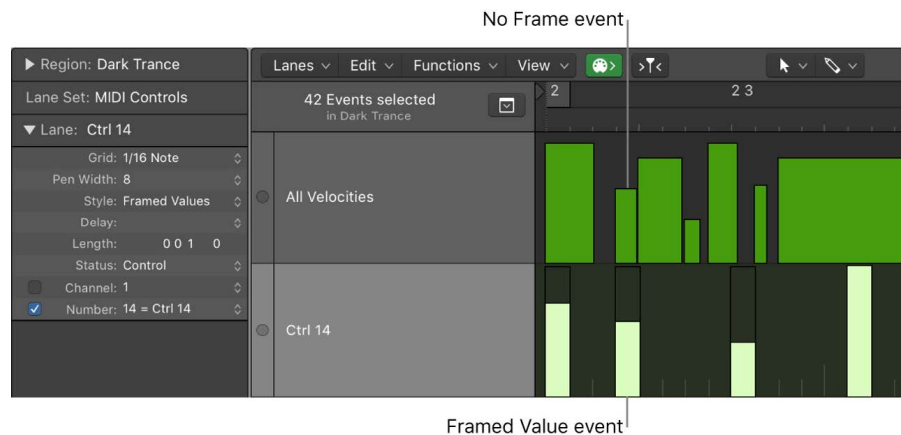 No Frame event
Region: Dark Trance
Lanes Edit Functions View
Lane Set: MIDI Controls
42 Events selected
in Dark Trance
2
2 3
Lane: Ctrl 14
Grid: 1/16 Note
Pen Width: 8
Style: Framed Values
Delay:
Length: 0 0 1 0
Status: Control
Channel: 1
Number: 14 = Ctrl 14
All Velocities
Ctrl 14
Framed Value event